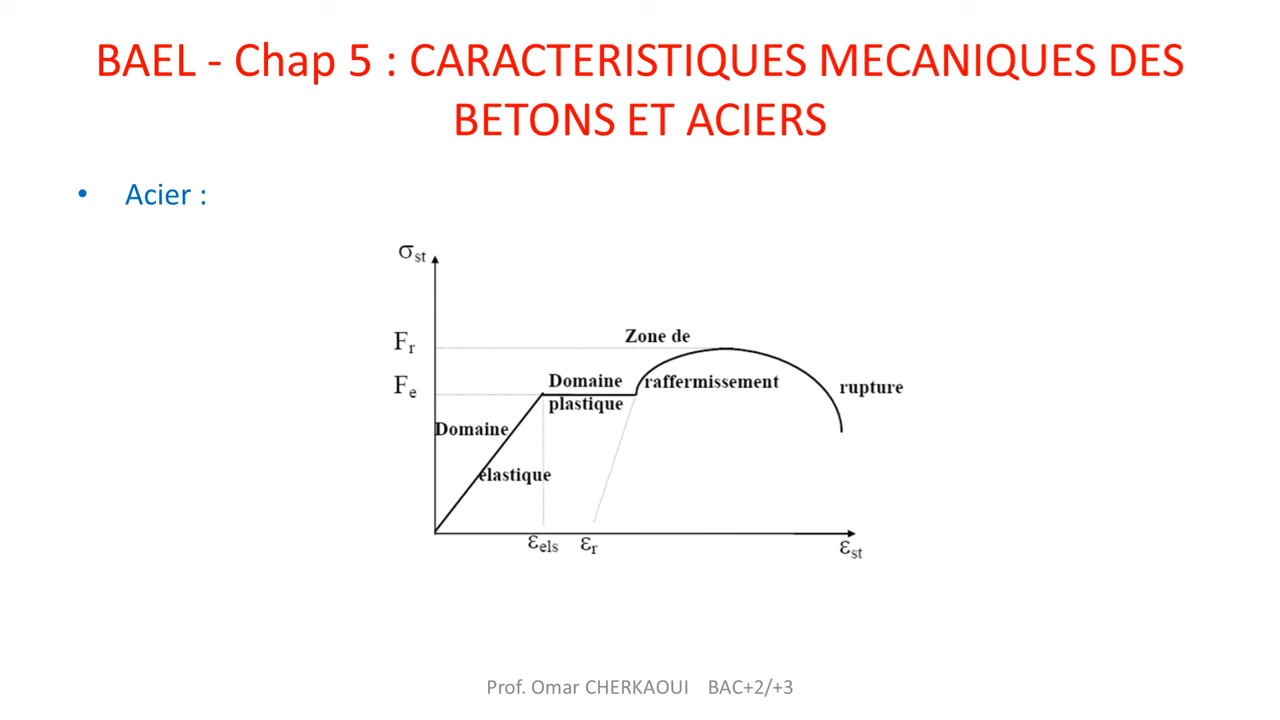 BAEL - Chap 5 : CARACTERISTIQUES MECANIQUES DES
BETONS ET ACIERS
• Acier :
σst
Fr
Zone de
Fe
Domaine
raffermissement
rupture
plastique
Domaine
élastique
εels
εr
εst
Prof. Omar CHERKAOUI BAC+2/+3